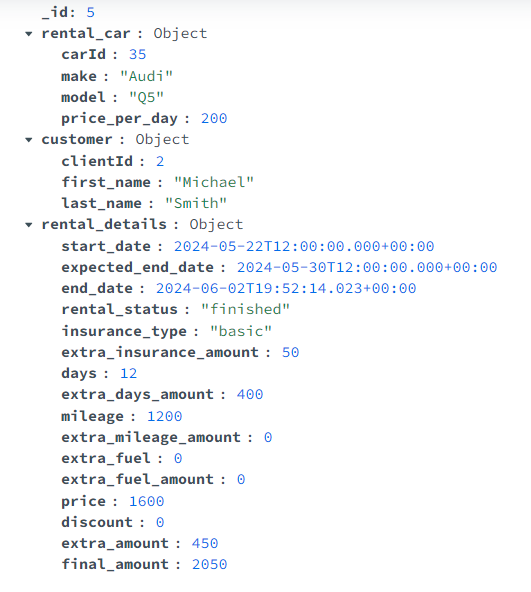 _id: 5
rental_car : Object
carId : 35
make : "Audi"
model : "Q5"
price_per_day : 200
customer : Object
clientId : 2
first_name : "Michael"
last_name : "Smith"
rental_details : Object
start_date : 2024-05-22T12:00:00.000+00:00
expected_end_date : 2024-05-30T12:00:00.000+00:00
end_date : 2024-06-02T19:52:14.023+00:00
rental_status : "finished"
insurance_type : "basic"
extra_insurance_amount : 50
days : 12
extra_days_amount : 400
mileage : 1200
extra_mileage_amount : 0
extra_fuel : 0
extra_fuel_amount : 0
price : 1600
discount : 0
extra_amount : 450
final_amount : 2050